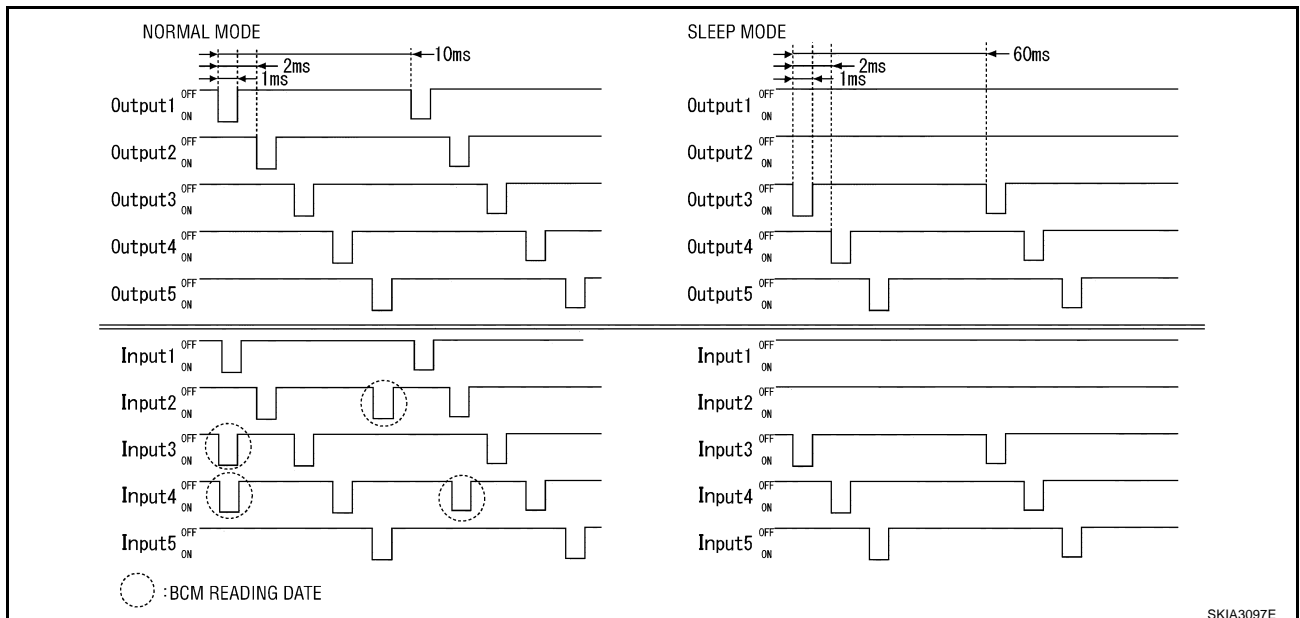 NORMAL MODE
10ms
2ms
1ms
Output1 OFF ON
Output2 OFF ON
Output3 OFF ON
Output4 OFF ON
Output5 OFF ON
Input1 OFF ON
Input2 OFF ON
Input3 OFF ON
Input4 OFF ON
Input5 OFF ON
:BCM READING DATE
SLEEP MODE
60ms
2ms
1ms
Output1 OFF ON
Output2 OFF ON
Output3 OFF ON
Output4 OFF ON
Output5 OFF ON
Input1 OFF ON
Input2 OFF ON
Input3 OFF ON
Input4 OFF ON
Input5 OFF ON
SKIA3097E